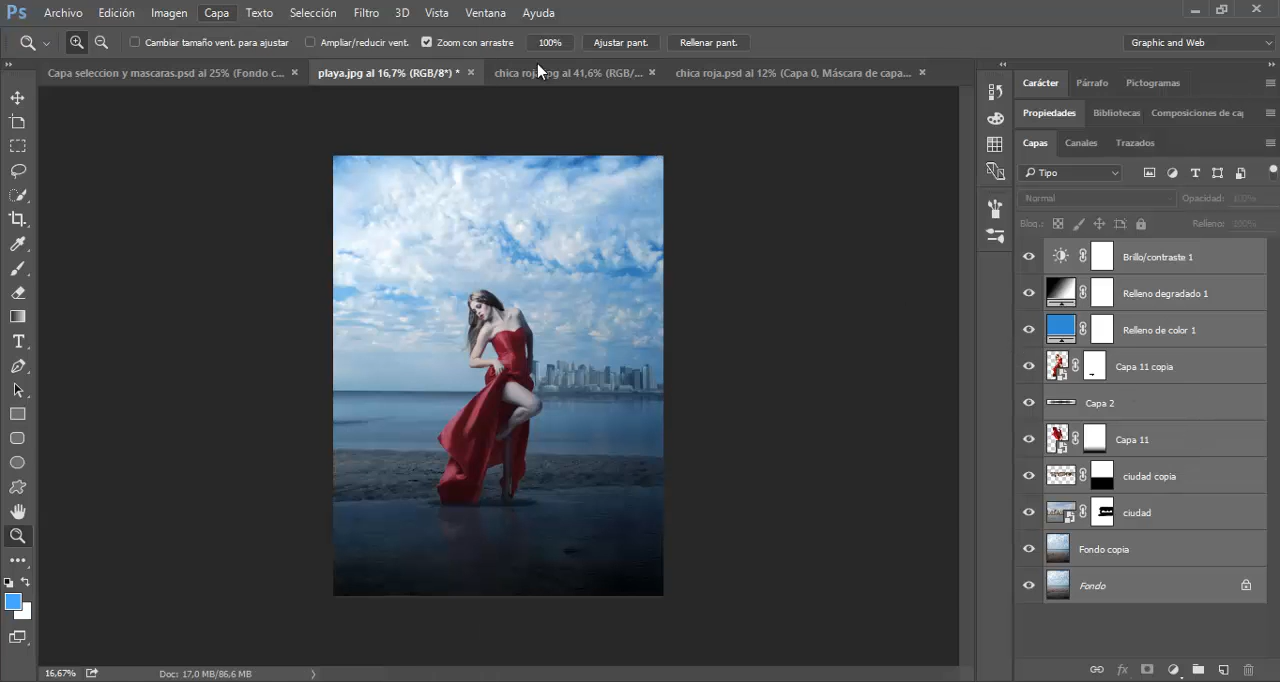 Ps Archivo Edición Imagen Capa Texto Selección Filtro 3D Vista Ventana Ayuda
Cambiar tamaño vent. para ajustar Ampliar/reducir vent. Zoom con arrastre 100% Ajustar pant. Rellenar pant. Graphic and Web
Capa seleccion y mascaras.psd al 25% (Fondo c... × playa.jpg al 16,7% (RGB/8*) * × chica roja.jpg al 41,6% (RGB/... × chica roja.psd al 12% (Capa 0, Máscara de capa... ×
Carácter Párrafo Pictogramas
Propiedades Bibliotecas Composiciones de cap
Capas Canales Trazados
Tipo
Normal Opacidad: 100%
Bloq.: Relleno: 100%
Brillo/contraste 1
Relleno degradado 1
Relleno de color 1
Capa 11 copia
Capa 2
Capa 11
ciudad copia
ciudad
Fondo copia
Fondo
16,67% Doc: 17,0 MB/86,6 MB